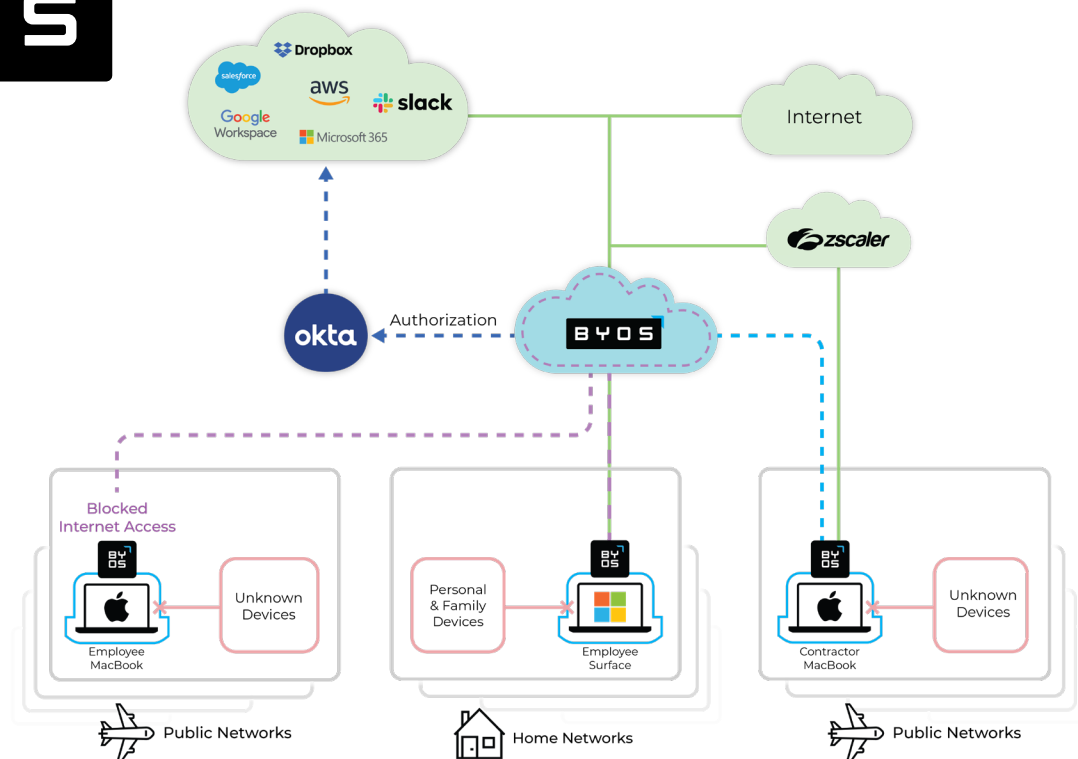 S
Dropbox
salesforce
aws
slack
Google
Workspace
Microsoft 365
Internet
zscaler
okta
Authorization
BYOS
Blocked
Internet Access
BY
OS
Unknown
Devices
Employee
MacBook
Personal
& Family
Devices
BY
OS
Employee
Surface
BY
OS
Contractor
MacBook
Unknown
Devices
Public Networks
Home Networks
Public Networks